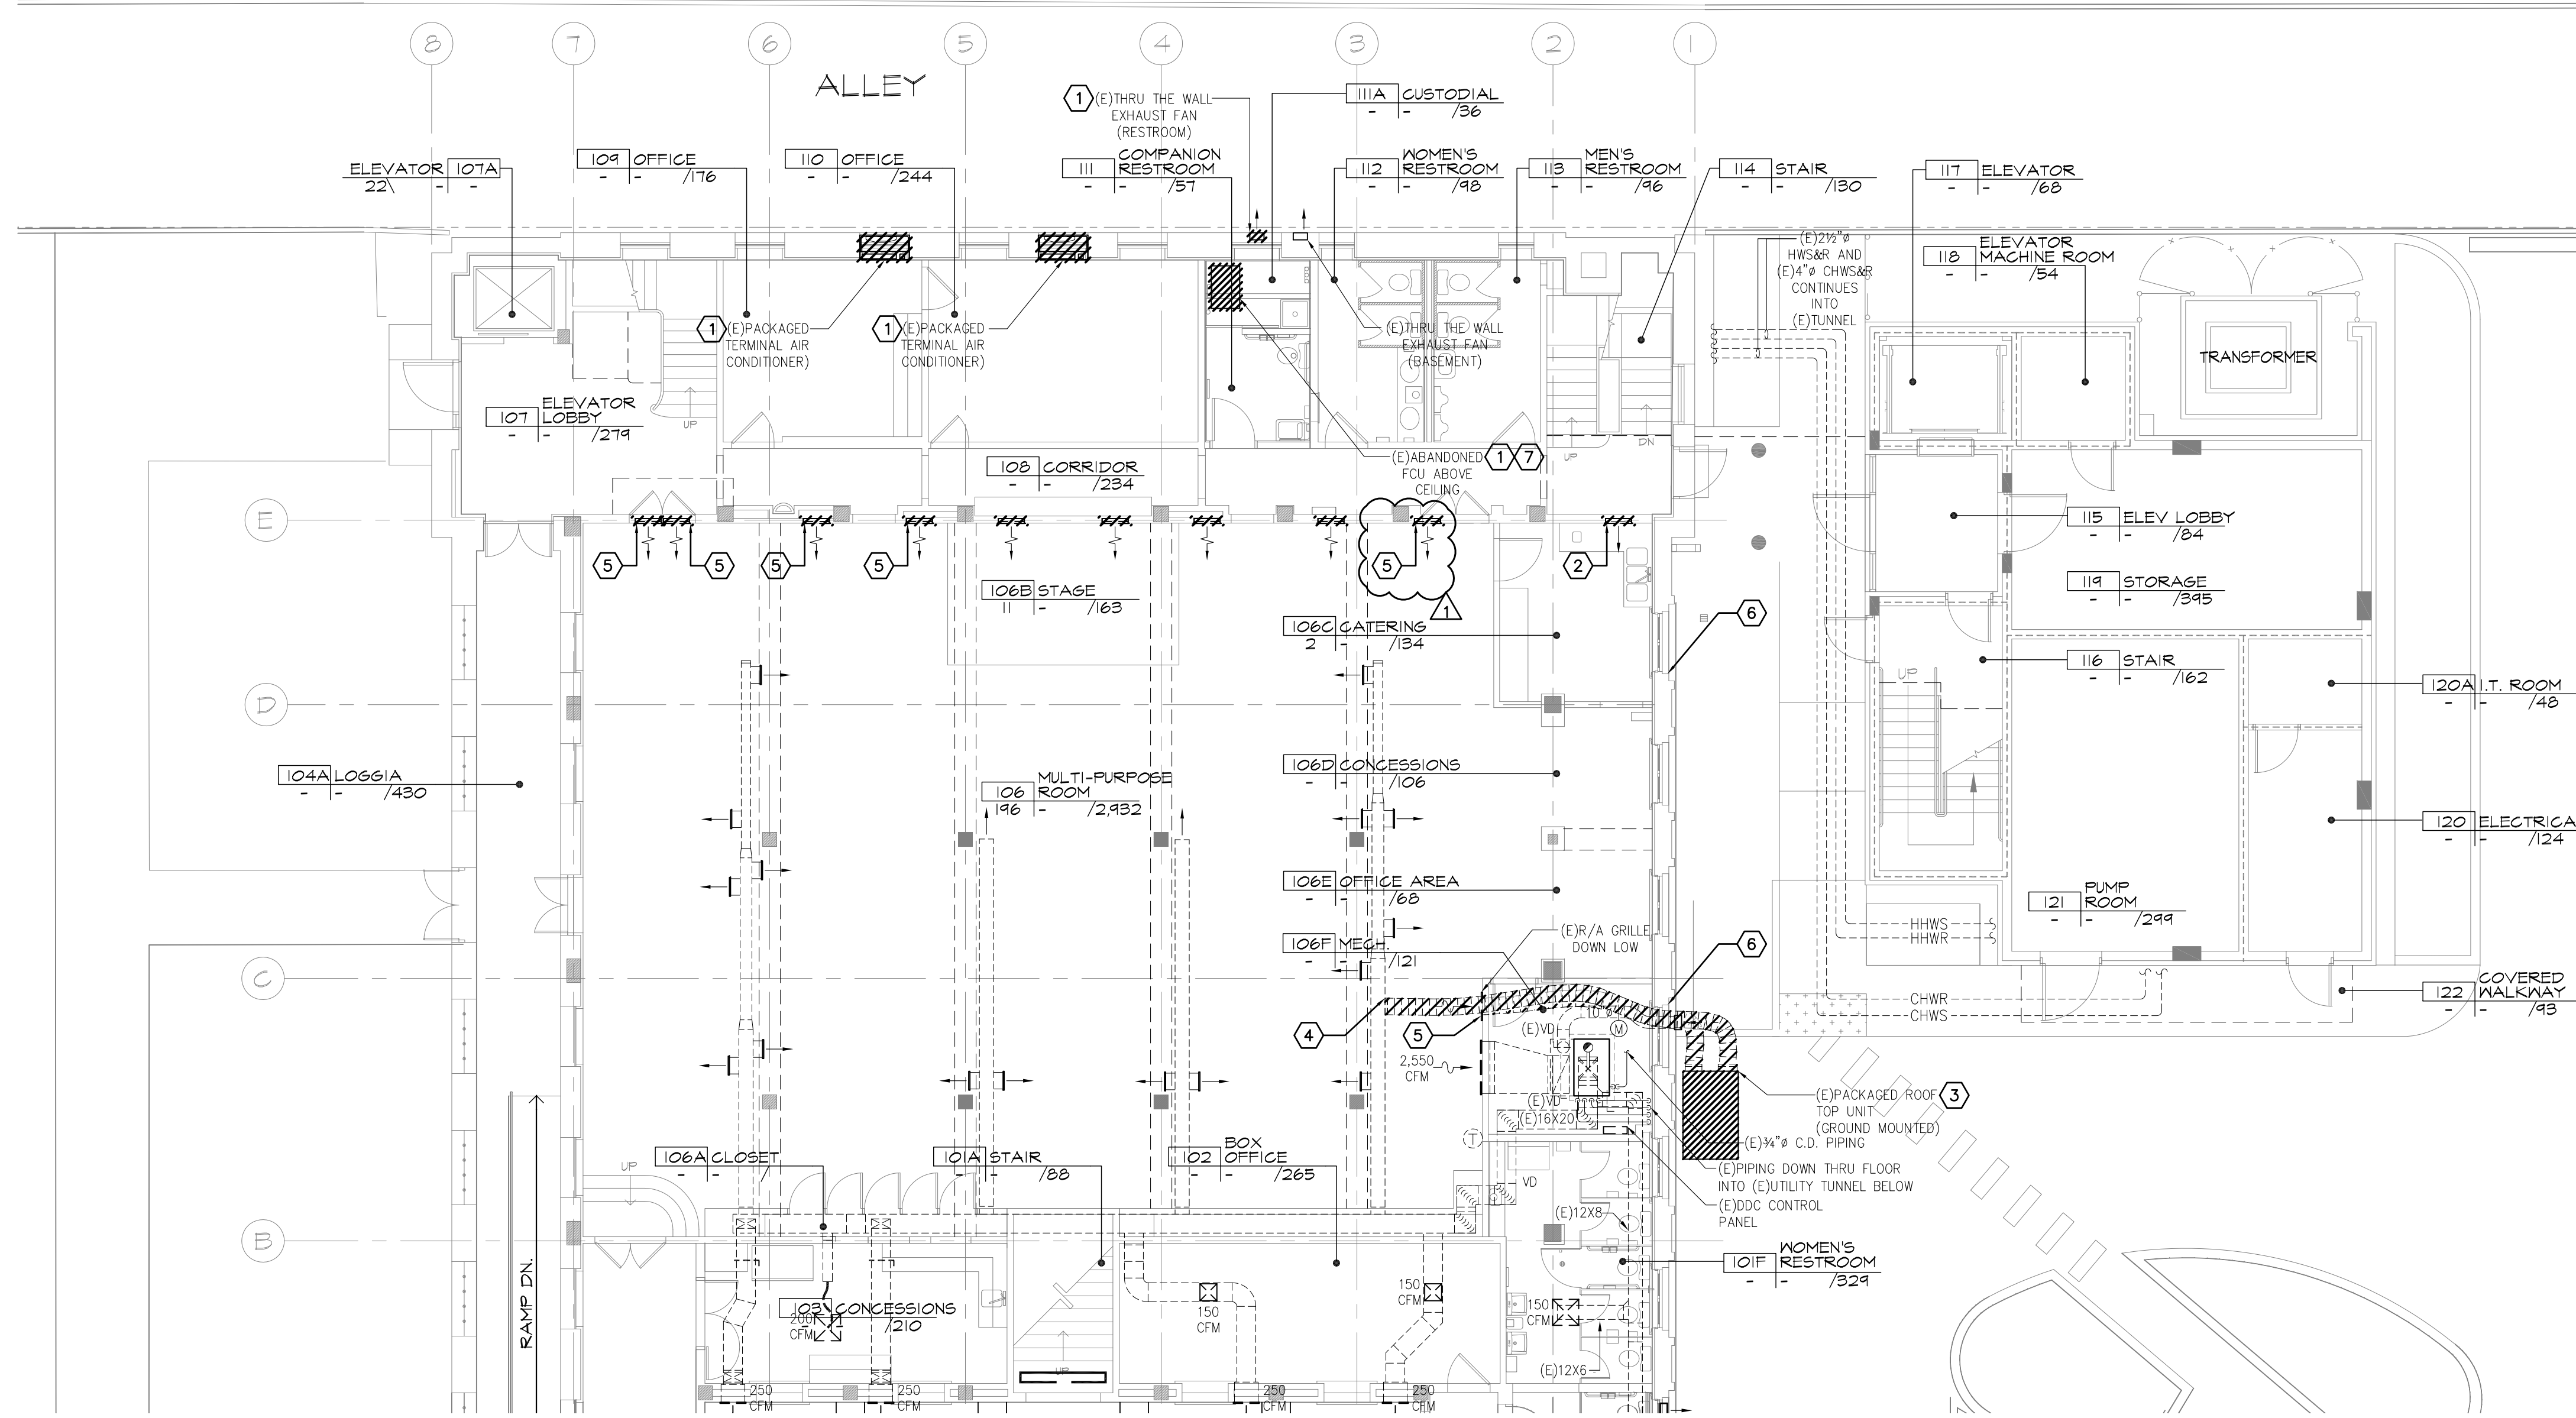 8 7 6 5 4 3 2 1
ALLEY
1 (E)THRU THE WALL
EXHAUST FAN
(RESTROOM)
111A CUSTODIAL
- - /36
ELEVATOR 107A
22\ - -
109 OFFICE
- - /176
110 OFFICE
- - /244
111 COMPANION
RESTROOM
- - /57
112 WOMEN'S
RESTROOM
- - /98
113 MEN'S
RESTROOM
- - /96
114 STAIR
- - /130
117 ELEVATOR
- - /68
118 ELEVATOR
MACHINE ROOM
- - /54
(E)2½"ø
HWS&R AND
(E)4"ø CHWS&R
CONTINUES
INTO
(E)TUNNEL
TRANSFORMER
1 (E)PACKAGED
TERMINAL AIR
CONDITIONER)
1 (E)PACKAGED
TERMINAL AIR
CONDITIONER)
(E)THRU THE WALL
EXHAUST FAN
(BASEMENT)
107 ELEVATOR
LOBBY
- - /279
UP
108 CORRIDOR
- - /234
(E)ABANDONED 1 7
FCU ABOVE
CEILING
UP
DN
E
5 5 5 5 5 2
1
106B STAGE
11 - /163
115 ELEV LOBBY
- - /84
119 STORAGE
- - /395
106C CATERING
2 - /134
6
116 STAIR
- - /162
UP
120A I.T. ROOM
- - /48
D
104A LOGGIA
- - /430
106 MULTI-PURPOSE
ROOM
196 - /2,932
106D CONCESSIONS
- - /106
120 ELECTRICA
- - /124
106E OFFICE AREA
- - /68
121 PUMP
ROOM
- - /299
HHWS
HHWR
(E)R/A GRILLE
DOWN LOW
106F MECH.
- - /121
6
C
CHWR
CHWS
122 COVERED
WALKWAY
- - /93
4
5
(E)VD
M
2,550
CFM
(E)VD
(E)16X20
T
(E)PACKAGED ROOF 3
TOP UNIT
(GROUND MOUNTED)
(E)¾"ø C.D. PIPING
(E)PIPING DOWN THRU FLOOR
INTO (E)UTILITY TUNNEL BELOW
(E)DDC CONTROL
PANEL
UP
106A CLOSET
- - /
101A STAIR
- - /88
102 BOX
OFFICE
- - /265
VD
(E)12X8
B
101F WOMEN'S
RESTROOM
- - /329
RAMP DN.
103 CONCESSIONS
- - /210
200
CFM
150
CFM
150
CFM
150
CFM
UP
(E)12X6
250
CFM
250
CFM
250
CFM
250
CFM